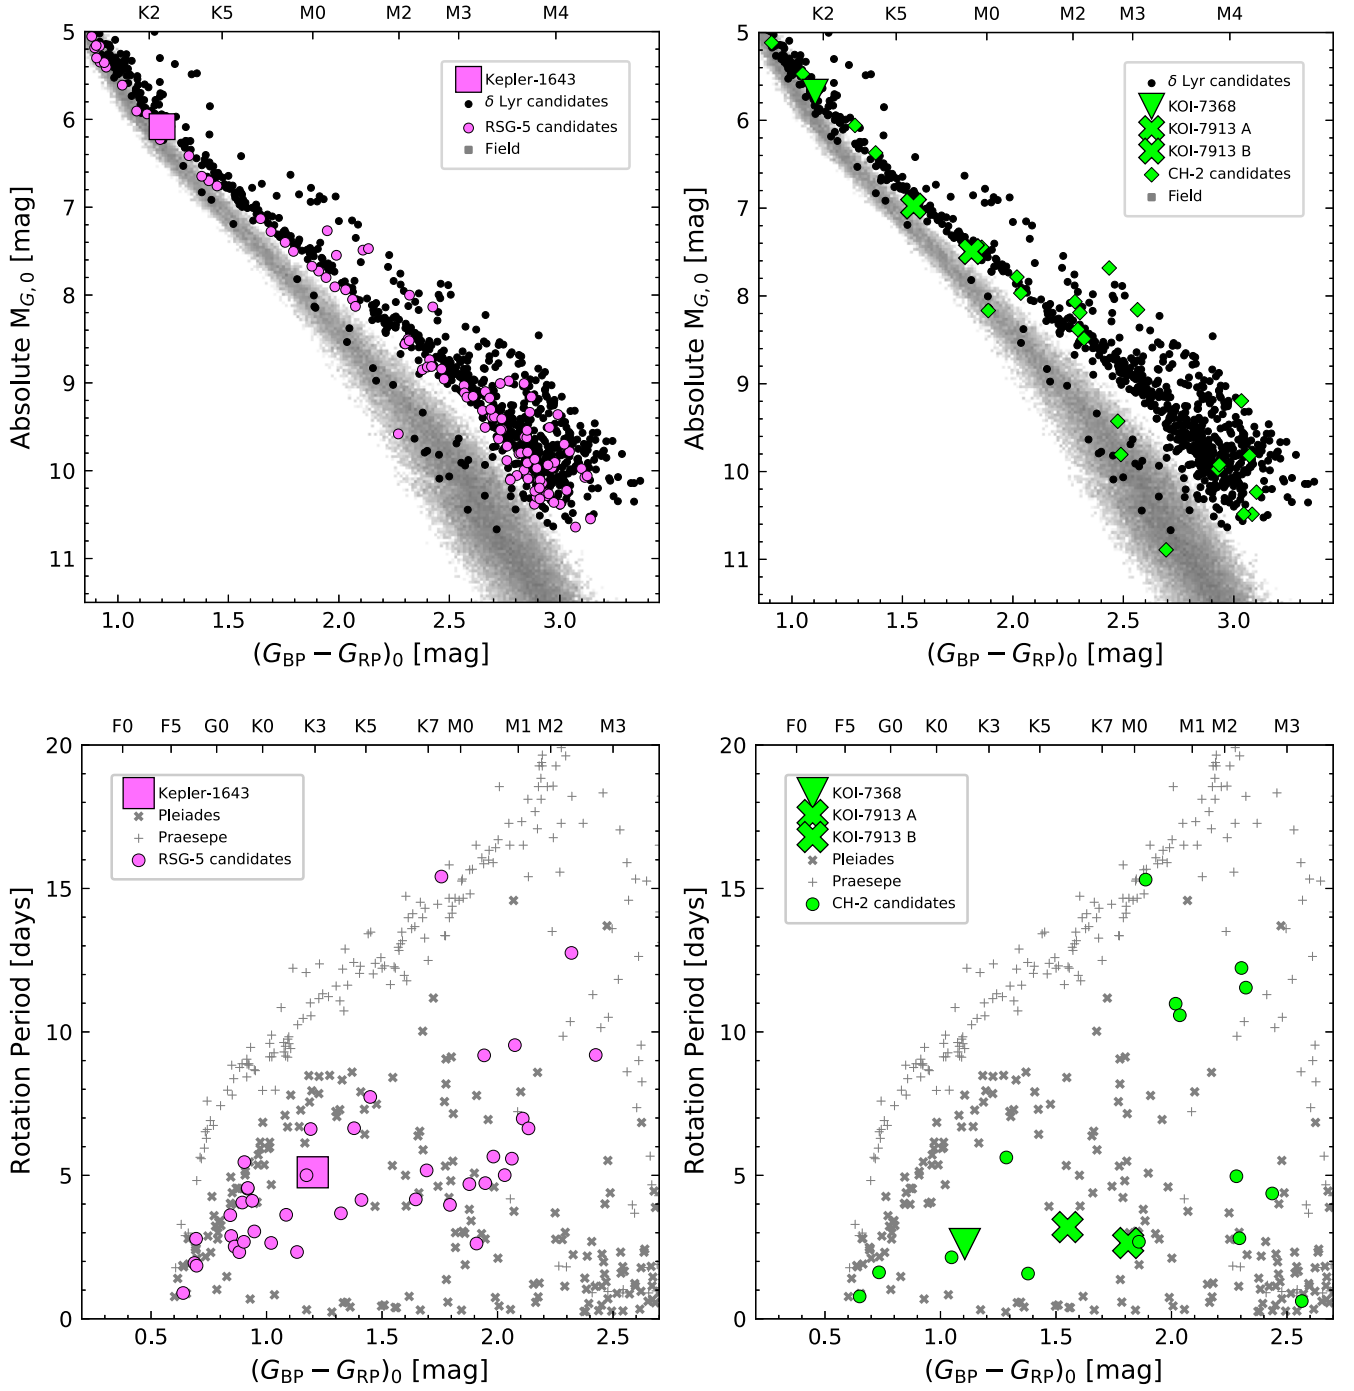 K2 K5 M0 M2 M3 M4
5
6
7
8
9
10
11
Absolute M_{G,0} [mag]
Kepler-1643
δ Lyr candidates
RSG-5 candidates
Field
1.0 1.5 2.0 2.5 3.0
(G_BP − G_RP)_0 [mag]
K2 K5 M0 M2 M3 M4
5
6
7
8
9
10
11
Absolute M_{G,0} [mag]
δ Lyr candidates
KOI-7368
KOI-7913 A
KOI-7913 B
CH-2 candidates
Field
1.0 1.5 2.0 2.5 3.0
(G_BP − G_RP)_0 [mag]
F0 F5 G0 K0 K3 K5 K7 M0 M1 M2 M3
20
15
10
5
0
Rotation Period [days]
Kepler-1643
Pleiades
Praesepe
RSG-5 candidates
0.5 1.0 1.5 2.0 2.5
(G_BP − G_RP)_0 [mag]
F0 F5 G0 K0 K3 K5 K7 M0 M1 M2 M3
20
15
10
5
0
Rotation Period [days]
KOI-7368
KOI-7913 A
KOI-7913 B
Pleiades
Praesepe
CH-2 candidates
0.5 1.0 1.5 2.0 2.5
(G_BP − G_RP)_0 [mag]